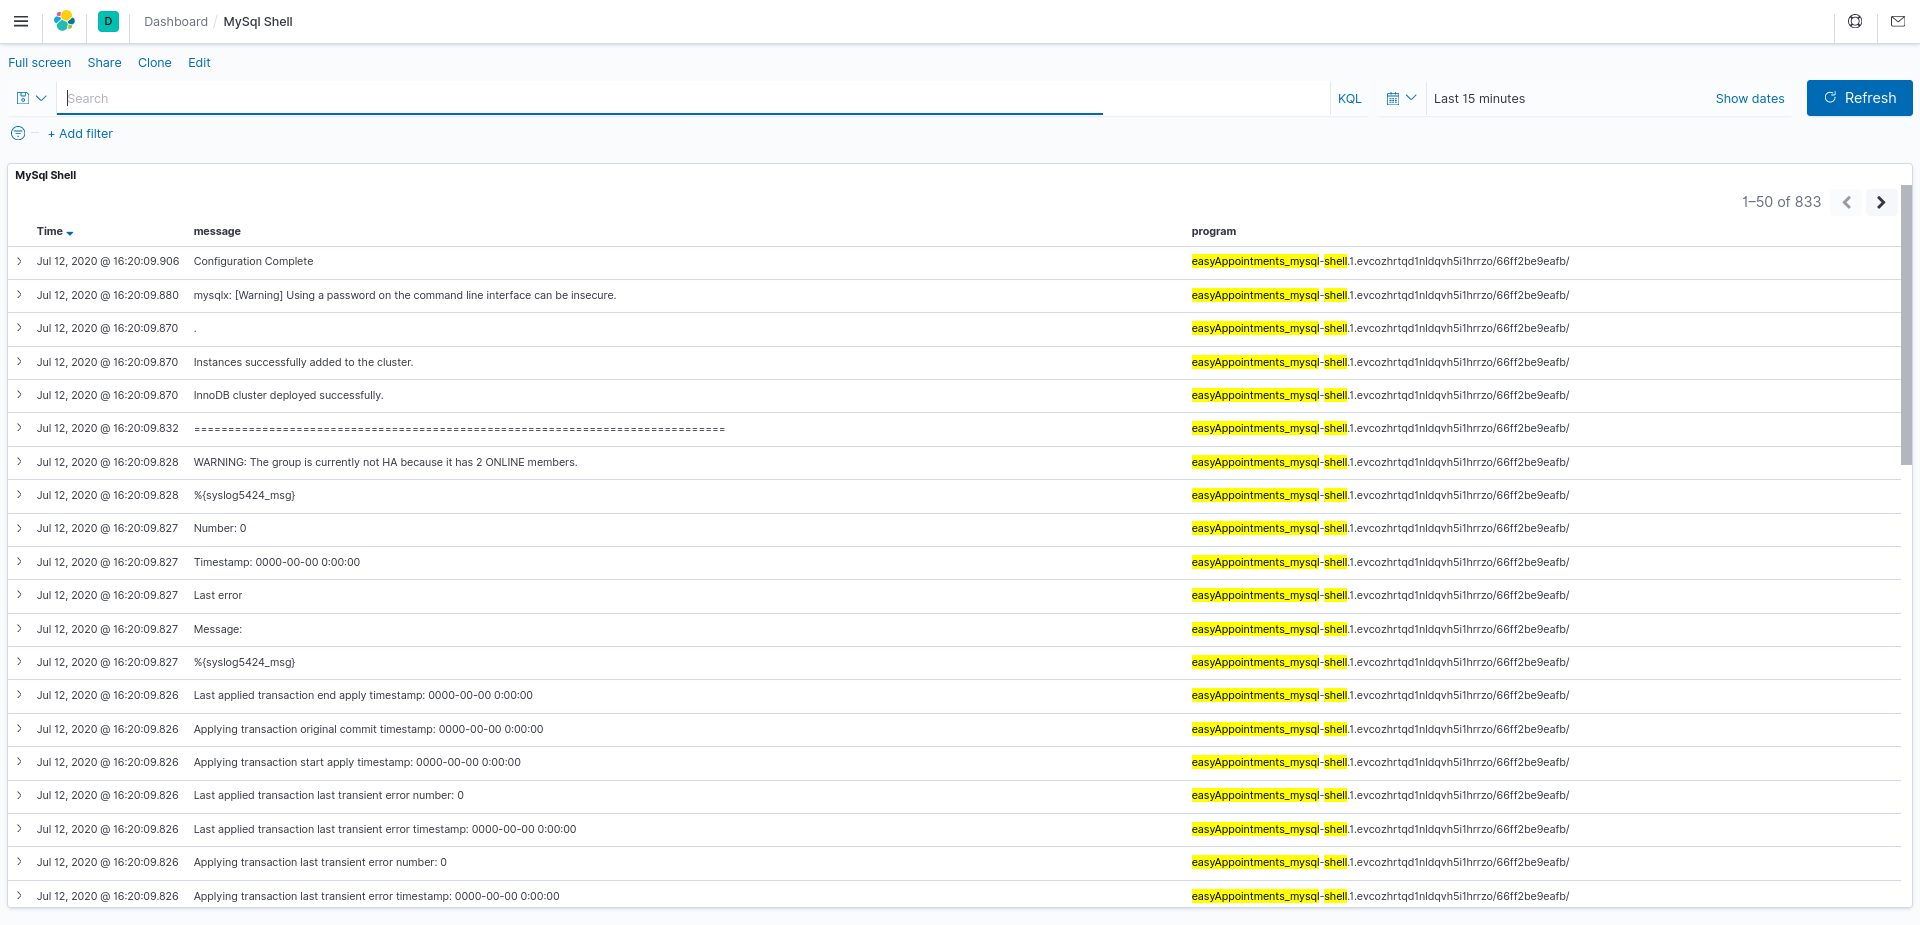 D Dashboard / MySql Shell
Full screen Share Clone Edit
Search KQL Last 15 minutes Show dates Refresh
+ Add filter
MySql Shell
1–50 of 833
Time message program
Jul 12, 2020 @ 16:20:09.906 Configuration Complete easyAppointments_mysql-shell.1.evcozhrtqd1nldqvh5i1hrrzo/66ff2be9eafb/
Jul 12, 2020 @ 16:20:09.880 mysqlx: [Warning] Using a password on the command line interface can be insecure. easyAppointments_mysql-shell.1.evcozhrtqd1nldqvh5i1hrrzo/66ff2be9eafb/
Jul 12, 2020 @ 16:20:09.870 . easyAppointments_mysql-shell.1.evcozhrtqd1nldqvh5i1hrrzo/66ff2be9eafb/
Jul 12, 2020 @ 16:20:09.870 Instances successfully added to the cluster. easyAppointments_mysql-shell.1.evcozhrtqd1nldqvh5i1hrrzo/66ff2be9eafb/
Jul 12, 2020 @ 16:20:09.870 InnoDB cluster deployed successfully. easyAppointments_mysql-shell.1.evcozhrtqd1nldqvh5i1hrrzo/66ff2be9eafb/
Jul 12, 2020 @ 16:20:09.832 ============================================================================== easyAppointments_mysql-shell.1.evcozhrtqd1nldqvh5i1hrrzo/66ff2be9eafb/
Jul 12, 2020 @ 16:20:09.828 WARNING: The group is currently not HA because it has 2 ONLINE members. easyAppointments_mysql-shell.1.evcozhrtqd1nldqvh5i1hrrzo/66ff2be9eafb/
Jul 12, 2020 @ 16:20:09.828 %{syslog5424_msg} easyAppointments_mysql-shell.1.evcozhrtqd1nldqvh5i1hrrzo/66ff2be9eafb/
Jul 12, 2020 @ 16:20:09.827 Number: 0 easyAppointments_mysql-shell.1.evcozhrtqd1nldqvh5i1hrrzo/66ff2be9eafb/
Jul 12, 2020 @ 16:20:09.827 Timestamp: 0000-00-00 0:00:00 easyAppointments_mysql-shell.1.evcozhrtqd1nldqvh5i1hrrzo/66ff2be9eafb/
Jul 12, 2020 @ 16:20:09.827 Last error easyAppointments_mysql-shell.1.evcozhrtqd1nldqvh5i1hrrzo/66ff2be9eafb/
Jul 12, 2020 @ 16:20:09.827 Message: easyAppointments_mysql-shell.1.evcozhrtqd1nldqvh5i1hrrzo/66ff2be9eafb/
Jul 12, 2020 @ 16:20:09.827 %{syslog5424_msg} easyAppointments_mysql-shell.1.evcozhrtqd1nldqvh5i1hrrzo/66ff2be9eafb/
Jul 12, 2020 @ 16:20:09.826 Last applied transaction end apply timestamp: 0000-00-00 0:00:00 easyAppointments_mysql-shell.1.evcozhrtqd1nldqvh5i1hrrzo/66ff2be9eafb/
Jul 12, 2020 @ 16:20:09.826 Applying transaction original commit timestamp: 0000-00-00 0:00:00 easyAppointments_mysql-shell.1.evcozhrtqd1nldqvh5i1hrrzo/66ff2be9eafb/
Jul 12, 2020 @ 16:20:09.826 Applying transaction start apply timestamp: 0000-00-00 0:00:00 easyAppointments_mysql-shell.1.evcozhrtqd1nldqvh5i1hrrzo/66ff2be9eafb/
Jul 12, 2020 @ 16:20:09.826 Last applied transaction last transient error number: 0 easyAppointments_mysql-shell.1.evcozhrtqd1nldqvh5i1hrrzo/66ff2be9eafb/
Jul 12, 2020 @ 16:20:09.826 Last applied transaction last transient error timestamp: 0000-00-00 0:00:00 easyAppointments_mysql-shell.1.evcozhrtqd1nldqvh5i1hrrzo/66ff2be9eafb/
Jul 12, 2020 @ 16:20:09.826 Applying transaction last transient error number: 0 easyAppointments_mysql-shell.1.evcozhrtqd1nldqvh5i1hrrzo/66ff2be9eafb/
Jul 12, 2020 @ 16:20:09.826 Applying transaction last transient error timestamp: 0000-00-00 0:00:00 easyAppointments_mysql-shell.1.evcozhrtqd1nldqvh5i1hrrzo/66ff2be9eafb/